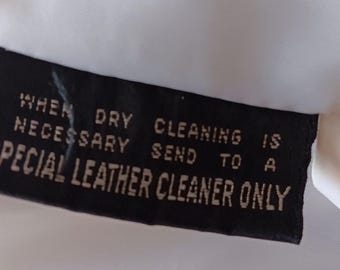 WHEN DRY CLEANING IS
NECESSARY SEND TO A
PECIAL LEATHER CLEANER ONLY